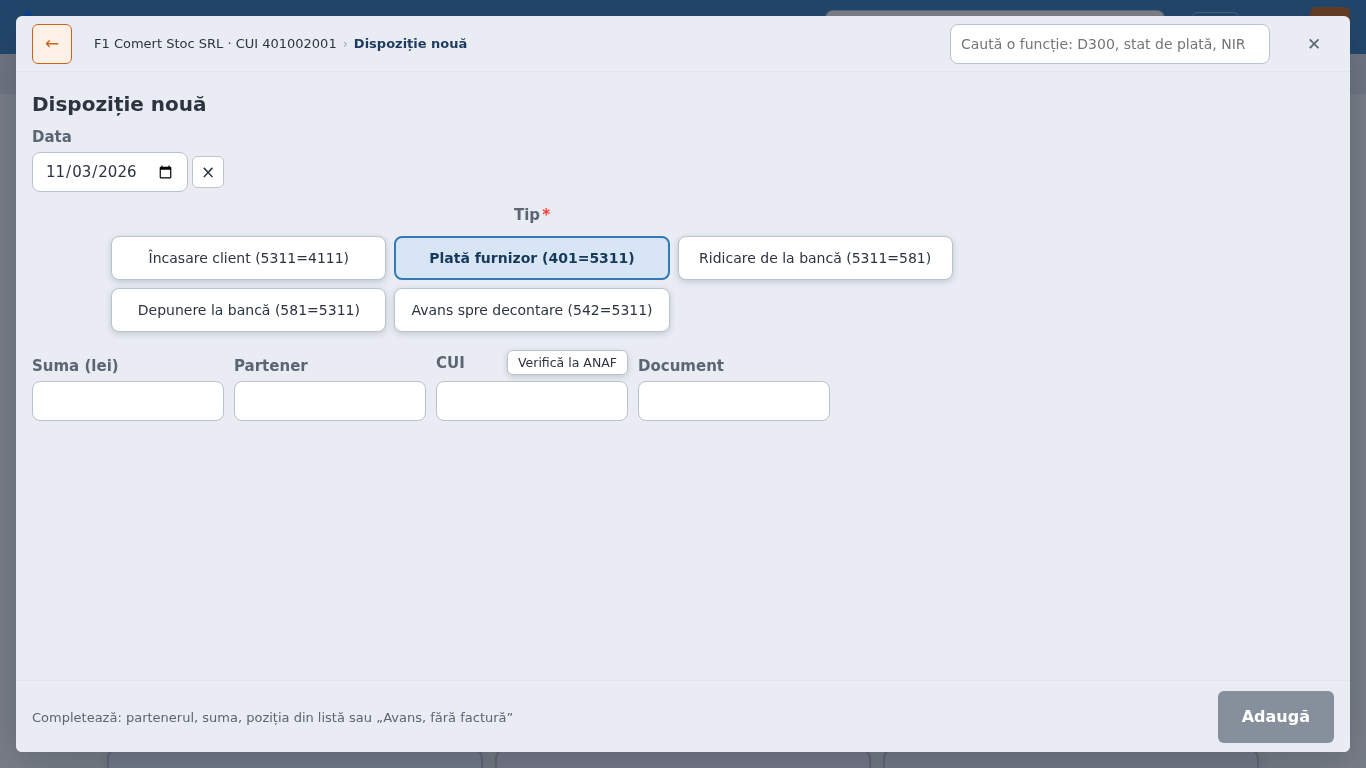 ←
F1 Comert Stoc SRL · CUI 401002001 › Dispoziție nouă
Caută o funcție: D300, stat de plată, NIR
✕
Dispoziție nouă
Data
11/03/2026
×
Tip*
Încasare client (5311=4111)
Plată furnizor (401=5311)
Ridicare de la bancă (5311=581)
Depunere la bancă (581=5311)
Avans spre decontare (542=5311)
Suma (lei)
Partener
CUI
Verifică la ANAF
Document
Completează: partenerul, suma, poziția din listă sau „Avans, fără factură”
Adaugă